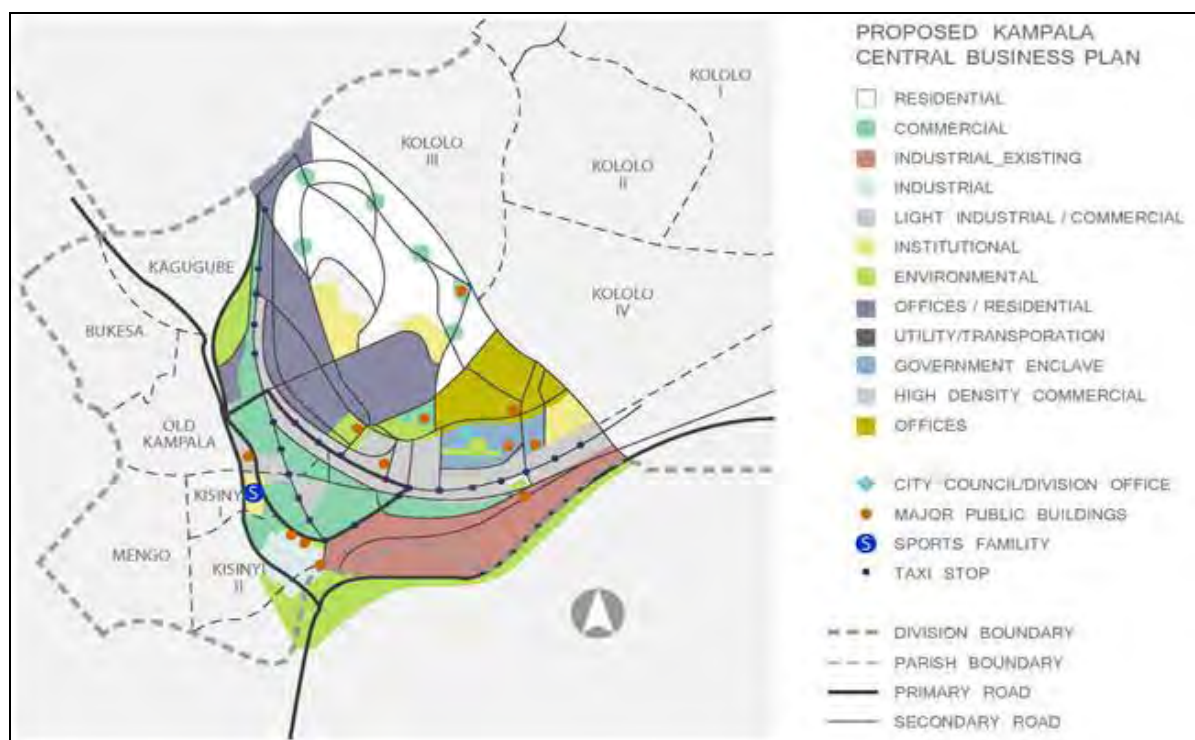 PROPOSED KAMPALA
CENTRAL BUSINESS PLAN
RESIDENTIAL
COMMERCIAL
INDUSTRIAL_EXISTING
INDUSTRIAL
LIGHT INDUSTRIAL / COMMERCIAL
INSTITUTIONAL
ENVIRONMENTAL
OFFICES / RESIDENTIAL
UTILITY/TRANSPORATION
GOVERNMENT ENCLAVE
HIGH DENSITY COMMERCIAL
OFFICES
CITY COUNCIL/DIVISION OFFICE
MAJOR PUBLIC BUILDINGS
S SPORTS FAMILITY
TAXI STOP
DIVISION BOUNDARY
PARISH BOUNDARY
PRIMARY ROAD
SECONDARY ROAD
KOLOLO
I
KOLOLO
II
KOLOLO
III
KOLOLO
IV
KAGUGUBE
BUKESA
OLD
KAMPALA
KISINYI
I
S
MENGO
KISINYI
II